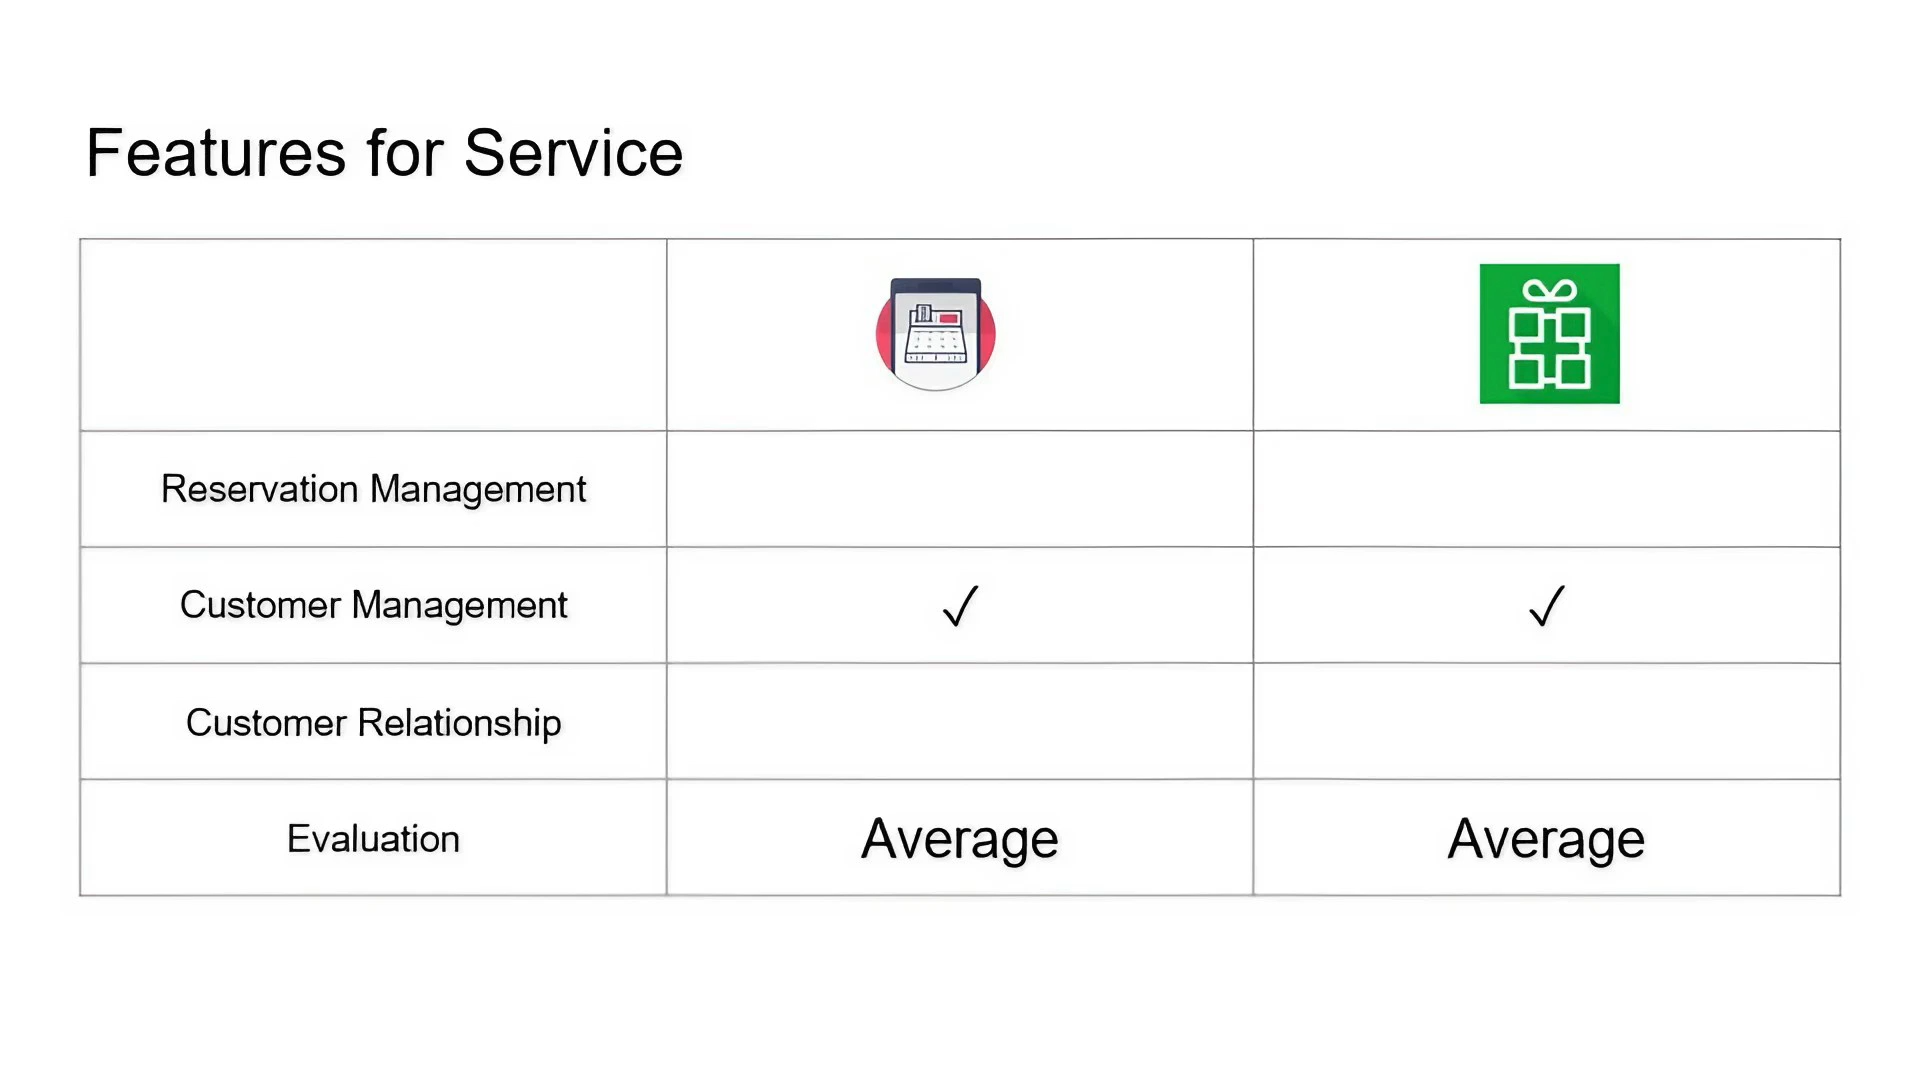 Features for Service
Reservation Management
Customer Management ✓ ✓
Customer Relationship
Evaluation Average Average